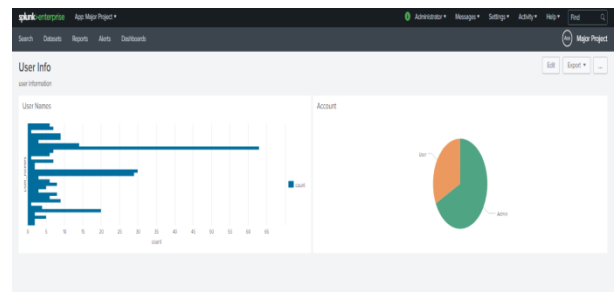 splunk>enterprise App: Major Project ▾
Administrator ▾ Messages ▾ Settings ▾ Activity ▾ Help ▾ Find
Search Datasets Reports Alerts Dashboards
Major Project
User Info
Edit Export ▾ ...
user information
User Names
Account
count
User
Admin
0 5 10 15 20 25 30 35 40 45 50 55 60 65
count